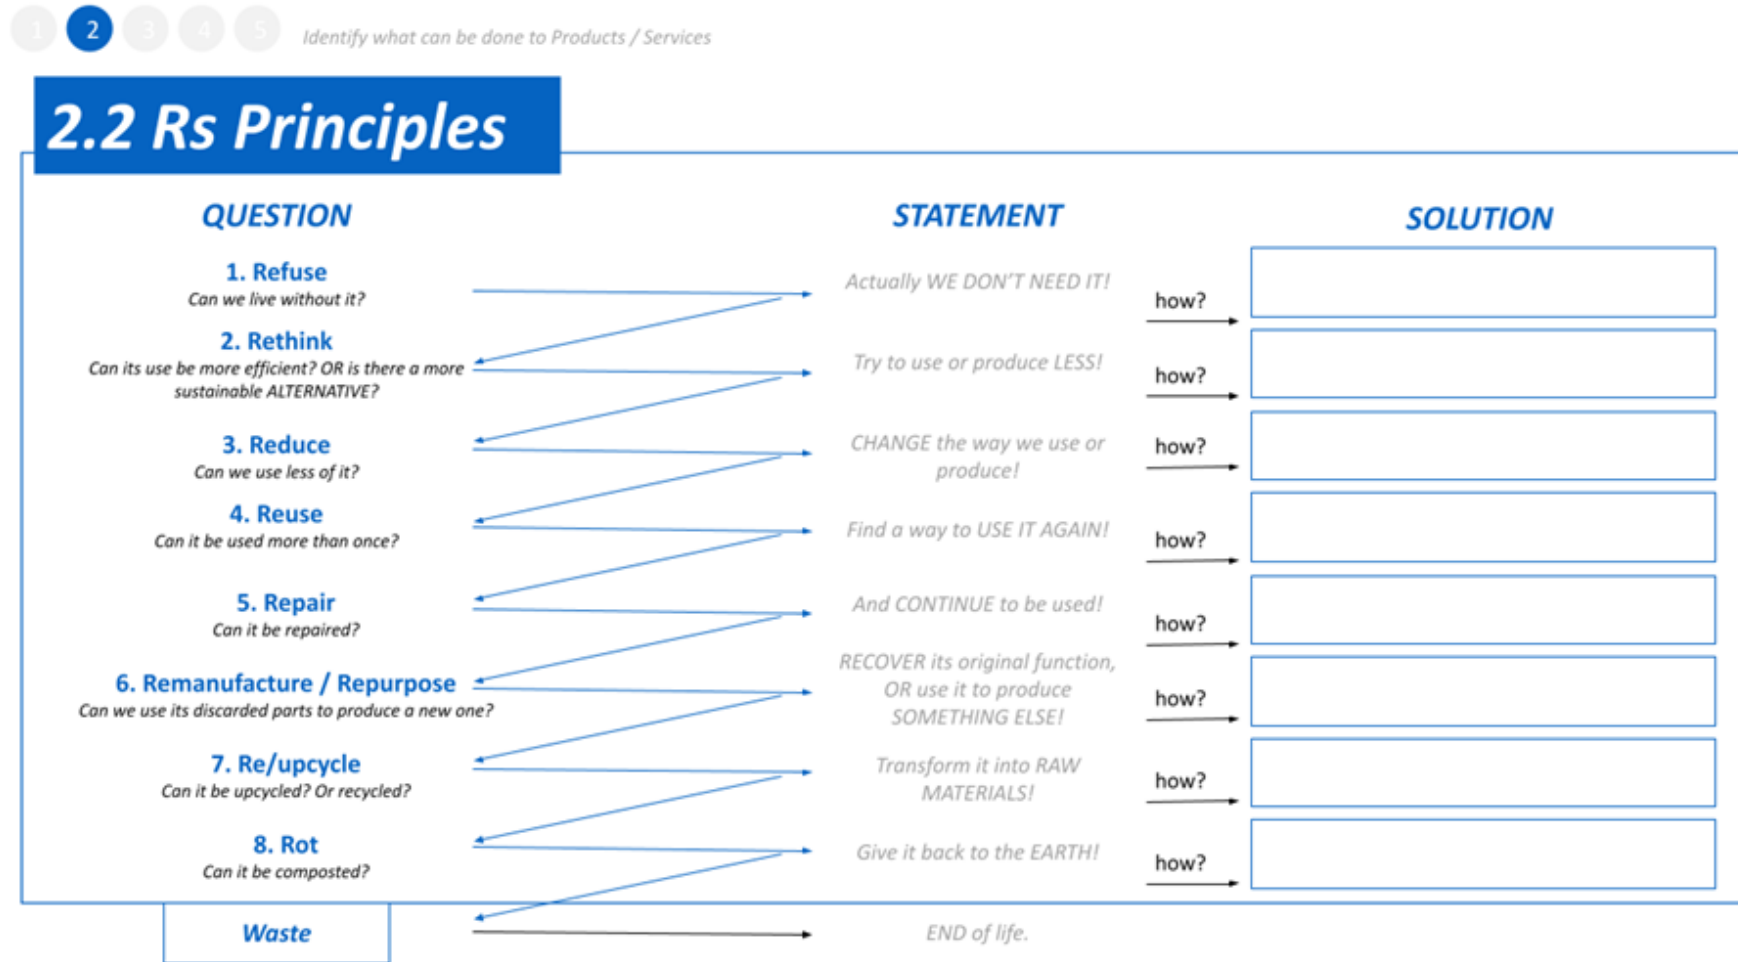 1 2 3 4 5
Identify what can be done to Products / Services
2.2 Rs Principles
QUESTION
STATEMENT
SOLUTION
1. Refuse
Can we live without it?
Actually WE DON'T NEED IT!
how?
2. Rethink
Can its use be more efficient? OR is there a more
sustainable ALTERNATIVE?
Try to use or produce LESS!
how?
3. Reduce
Can we use less of it?
CHANGE the way we use or
produce!
how?
4. Reuse
Can it be used more than once?
Find a way to USE IT AGAIN!
how?
5. Repair
Can it be repaired?
And CONTINUE to be used!
how?
6. Remanufacture / Repurpose
Can we use its discarded parts to produce a new one?
RECOVER its original function,
OR use it to produce
SOMETHING ELSE!
how?
7. Re/upcycle
Can it be upcycled? Or recycled?
Transform it into RAW
MATERIALS!
how?
8. Rot
Can it be composted?
Give it back to the EARTH!
how?
Waste
END of life.